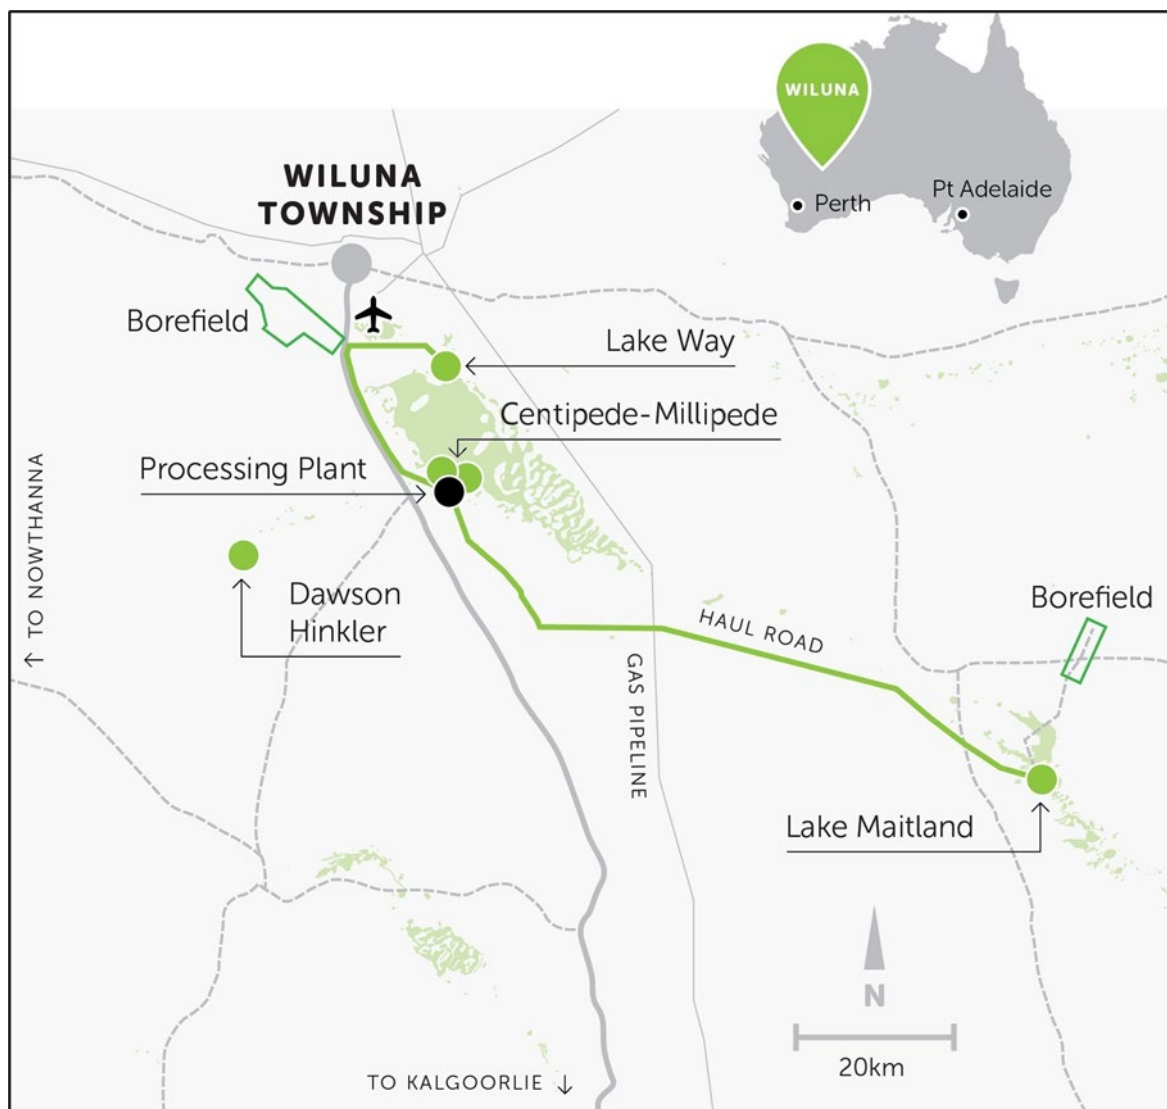 WILUNA
Perth
Pt Adelaide
WILUNA
TOWNSHIP
Borefield
Lake Way
Centipede-Millipede
Processing Plant
↑ TO NOWTHANNA
Dawson
Hinkler
HAUL ROAD
Borefield
GAS PIPELINE
Lake Maitland
N
20km
TO KALGOORLIE ↓